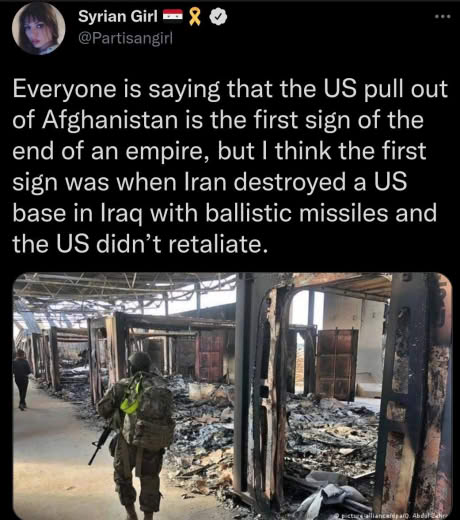 Syrian Girl
@Partisangirl
Everyone is saying that the US pull out
of Afghanistan is the first sign of the
end of an empire, but I think the first
sign was when Iran destroyed a US
base in Iraq with ballistic missiles and
the US didn't retaliate.
© picture-alliance/dpa/